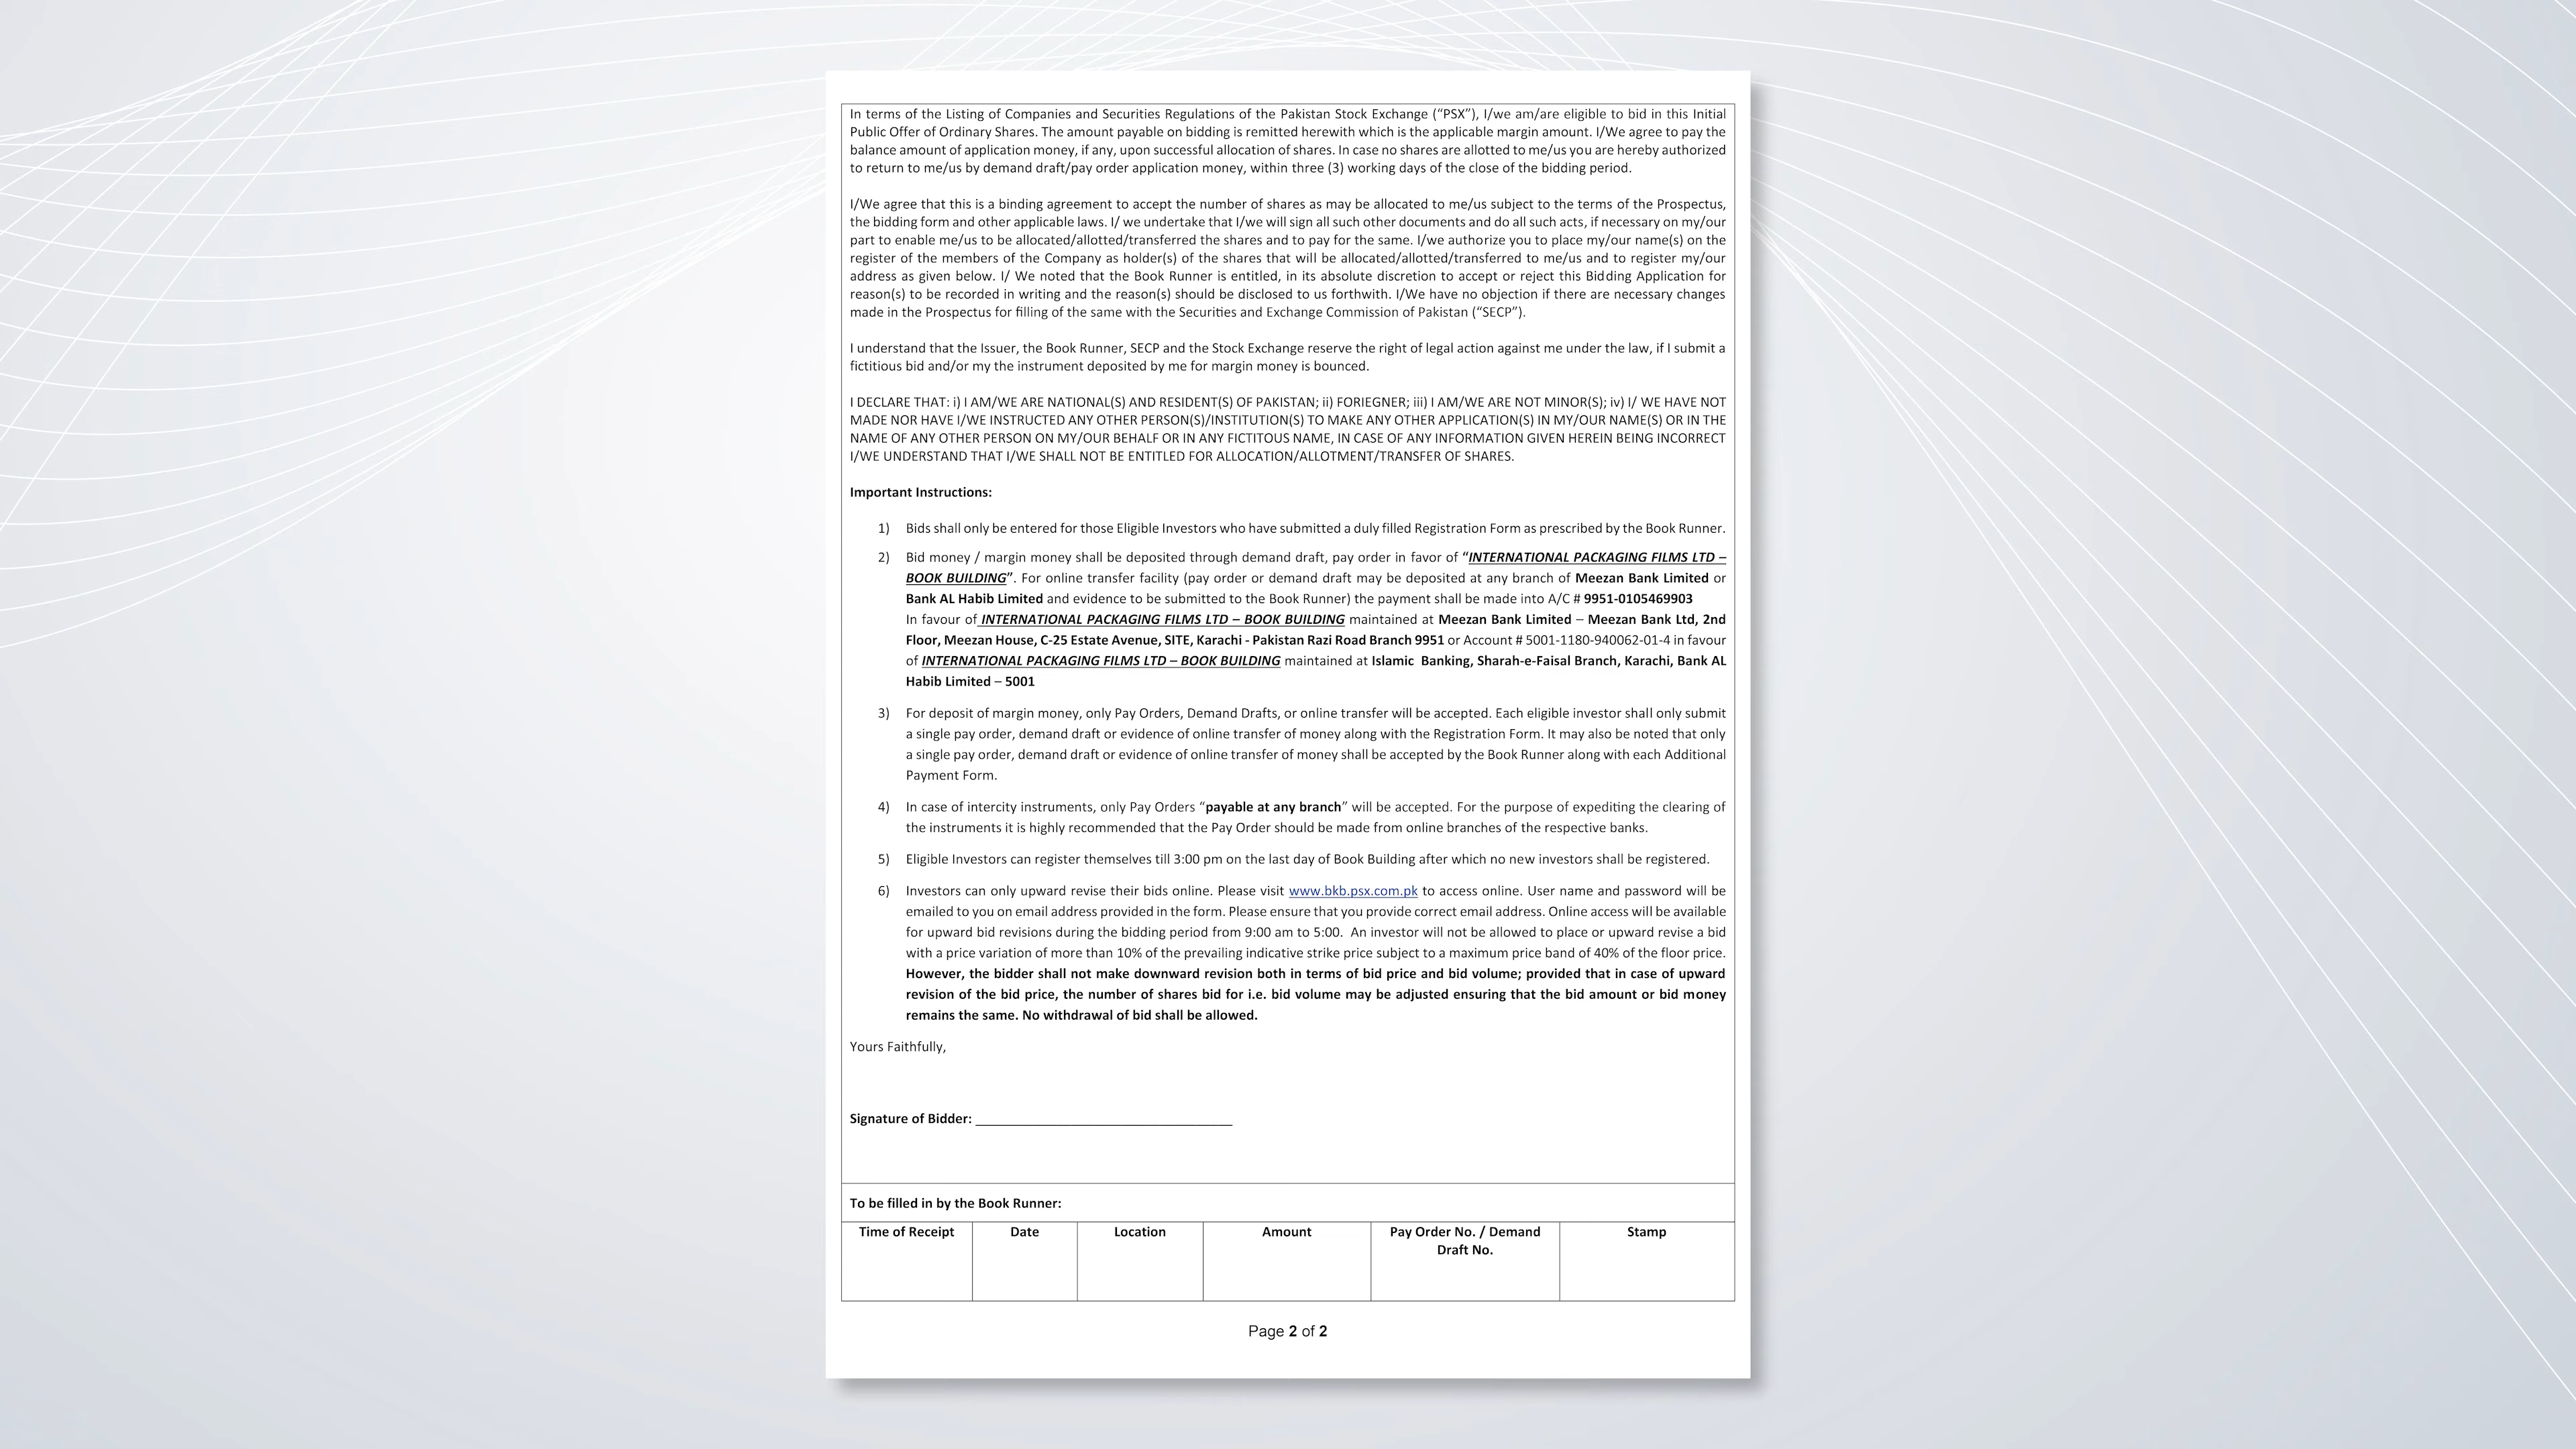 In terms of the Listing of Companies and Securities Regulations of the Pakistan Stock Exchange (“PSX”), I/we am/are eligible to bid in this Initial
Public Offer of Ordinary Shares. The amount payable on bidding is remitted herewith which is the applicable margin amount. I/We agree to pay the
balance amount of application money, if any, upon successful allocation of shares. In case no shares are allotted to me/us you are hereby authorized
to return to me/us by demand draft/pay order application money, within three (3) working days of the close of the bidding period.
I/We agree that this is a binding agreement to accept the number of shares as may be allocated to me/us subject to the terms of the Prospectus,
the bidding form and other applicable laws. I/ we undertake that I/we will sign all such other documents and do all such acts, if necessary on my/our
part to enable me/us to be allocated/allotted/transferred the shares and to pay for the same. I/we authorize you to place my/our name(s) on the
register of the members of the Company as holder(s) of the shares that will be allocated/allotted/transferred to me/us and to register my/our
address as given below. I/ We noted that the Book Runner is entitled, in its absolute discretion to accept or reject this Bidding Application for
reason(s) to be recorded in writing and the reason(s) should be disclosed to us forthwith. I/We have no objection if there are necessary changes
made in the Prospectus for filling of the same with the Securities and Exchange Commission of Pakistan (“SECP”).
I understand that the Issuer, the Book Runner, SECP and the Stock Exchange reserve the right of legal action against me under the law, if I submit a
fictitious bid and/or my the instrument deposited by me for margin money is bounced.
I DECLARE THAT: i) I AM/WE ARE NATIONAL(S) AND RESIDENT(S) OF PAKISTAN; ii) FORIEGNER; iii) I AM/WE ARE NOT MINOR(S); iv) I/ WE HAVE NOT
MADE NOR HAVE I/WE INSTRUCTED ANY OTHER PERSON(S)/INSTITUTION(S) TO MAKE ANY OTHER APPLICATION(S) IN MY/OUR NAME(S) OR IN THE
NAME OF ANY OTHER PERSON ON MY/OUR BEHALF OR IN ANY FICTITOUS NAME, IN CASE OF ANY INFORMATION GIVEN HEREIN BEING INCORRECT
I/WE UNDERSTAND THAT I/WE SHALL NOT BE ENTITLED FOR ALLOCATION/ALLOTMENT/TRANSFER OF SHARES.
Important Instructions:
1) Bids shall only be entered for those Eligible Investors who have submitted a duly filled Registration Form as prescribed by the Book Runner.
2) Bid money / margin money shall be deposited through demand draft, pay order in favor of “INTERNATIONAL PACKAGING FILMS LTD –
BOOK BUILDING”. For online transfer facility (pay order or demand draft may be deposited at any branch of Meezan Bank Limited or
Bank AL Habib Limited and evidence to be submitted to the Book Runner) the payment shall be made into A/C # 9951-0105469903
In favour of INTERNATIONAL PACKAGING FILMS LTD – BOOK BUILDING maintained at Meezan Bank Limited – Meezan Bank Ltd, 2nd
Floor, Meezan House, C-25 Estate Avenue, SITE, Karachi - Pakistan Razi Road Branch 9951 or Account # 5001-1180-940062-01-4 in favour
of INTERNATIONAL PACKAGING FILMS LTD – BOOK BUILDING maintained at Islamic Banking, Sharah-e-Faisal Branch, Karachi, Bank AL
Habib Limited – 5001
3) For deposit of margin money, only Pay Orders, Demand Drafts, or online transfer will be accepted. Each eligible investor shall only submit
a single pay order, demand draft or evidence of online transfer of money along with the Registration Form. It may also be noted that only
a single pay order, demand draft or evidence of online transfer of money shall be accepted by the Book Runner along with each Additional
Payment Form.
4) In case of intercity instruments, only Pay Orders “payable at any branch” will be accepted. For the purpose of expediting the clearing of
the instruments it is highly recommended that the Pay Order should be made from online branches of the respective banks.
5) Eligible Investors can register themselves till 3:00 pm on the last day of Book Building after which no new investors shall be registered.
6) Investors can only upward revise their bids online. Please visit www.bkb.psx.com.pk to access online. User name and password will be
emailed to you on email address provided in the form. Please ensure that you provide correct email address. Online access will be available
for upward bid revisions during the bidding period from 9:00 am to 5:00. An investor will not be allowed to place or upward revise a bid
with a price variation of more than 10% of the prevailing indicative strike price subject to a maximum price band of 40% of the floor price.
However, the bidder shall not make downward revision both in terms of bid price and bid volume; provided that in case of upward
revision of the bid price, the number of shares bid for i.e. bid volume may be adjusted ensuring that the bid amount or bid money
remains the same. No withdrawal of bid shall be allowed.
Yours Faithfully,
Signature of Bidder: ___________________________________
To be filled in by the Book Runner:
Time of Receipt Date Location Amount Pay Order No. / Demand Stamp
Draft No.
Page 2 of 2